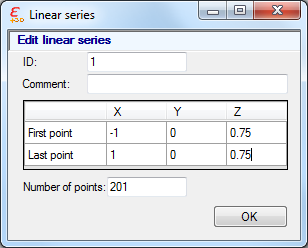 Linear series
Edit linear series
ID: 1
Comment:
X Y Z
First point -1 0 0.75
Last point 1 0 0.75
Number of points: 201
OK